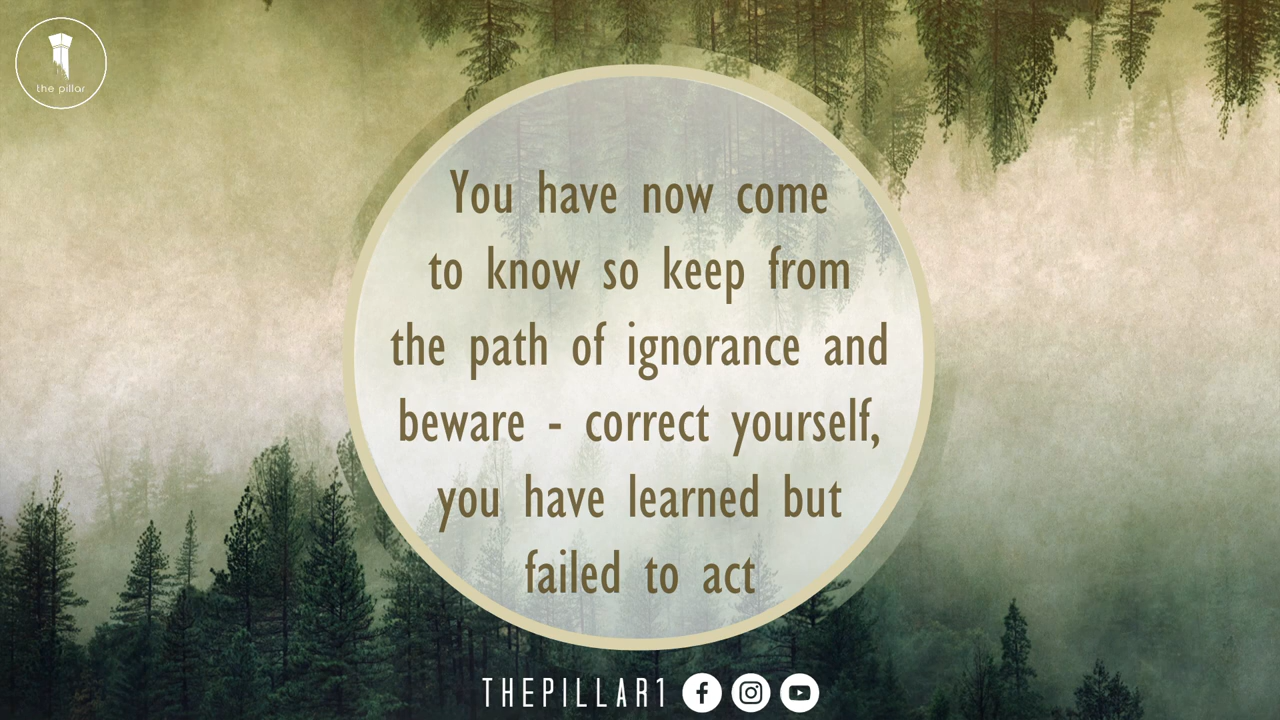 the pillar
You have now come
to know so keep from
the path of ignorance and
beware - correct yourself,
you have learned but
failed to act
THEPILLAR1